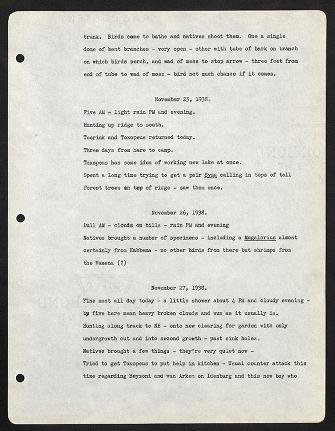 trunk. Birds come to bathe and natives shoot them. One a single
dome of bent branches - very open - other with tube of bark on branch
on which birds perch, and wad of moss to stop arrow - three feet from
end of tube to wad of moss - bird not much chance if it comes.
November 25, 1938.
Five AM - light rain PM and evening.
Hunting up ridge to south.
Teerink and Toxopeus returned today.
Three days from here to camp.
Toxopeus has some idea of working new lake at once.
Spent a long time trying to get a pair Syma calling in tops of tall
forest trees on top of ridge - saw them once.
November 26, 1938.
Dull AM - clouds on hills - rain PM and evening
Natives brought a number of specimens - including a Megalurius almost
certainly from Habbema - no other birds from there but shrimps from
the Wamena (?)
November 27, 1938.
Fine most all day today - a little shower about 4 PM and cloudy evening -
by fine here mean heavy broken clouds and sun as it usually is.
Hunting along track to NE - onto new clearing for garden with only
undergrowth cut and into second growth - past sink holes.
Natives brought a few things - they're very quiet now -
Tried to get Toxopeus to put help in kitchen - Usual counter attack this
time regarding and van Arken on Idenburg and this new boy who